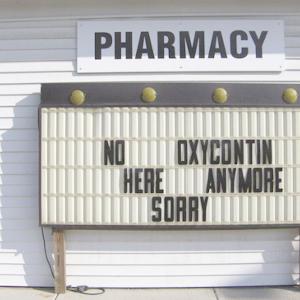 PHARMACY
NO OXYCONTIN
HERE ANYMORE
SORRY